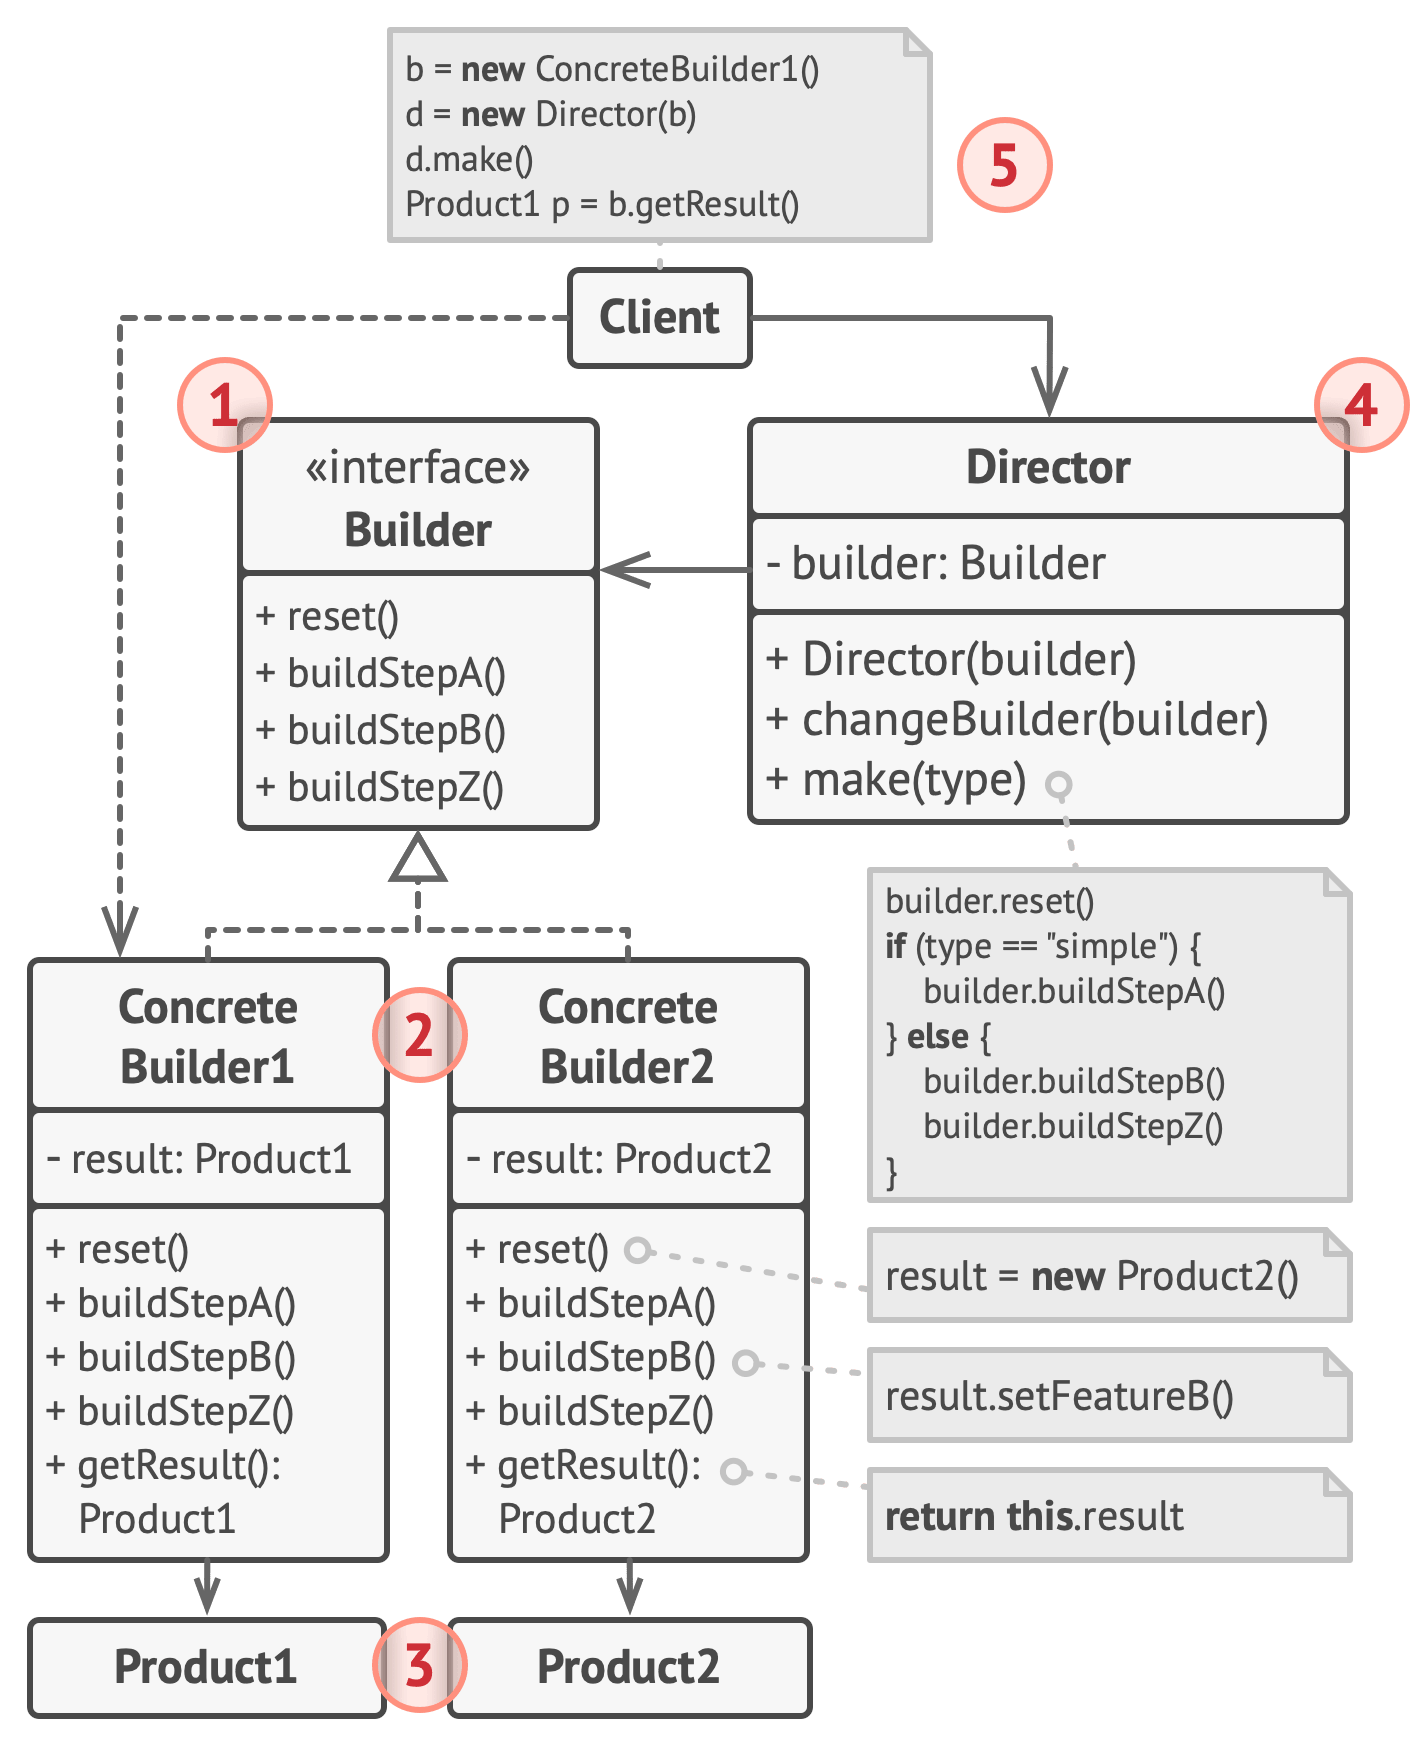 b = new ConcreteBuilder1()
d = new Director(b)
d.make()
Product1 p = b.getResult()
5
Client
1
«interface»
Builder
+ reset()
+ buildStepA()
+ buildStepB()
+ buildStepZ()
4
Director
- builder: Builder
+ Director(builder)
+ changeBuilder(builder)
+ make(type)
builder.reset()
if (type == "simple") {
builder.buildStepA()
} else {
builder.buildStepB()
builder.buildStepZ()
}
Concrete
Builder1
- result: Product1
+ reset()
+ buildStepA()
+ buildStepB()
+ buildStepZ()
+ getResult():
Product1
2
Concrete
Builder2
- result: Product2
+ reset()
+ buildStepA()
+ buildStepB()
+ buildStepZ()
+ getResult():
Product2
result = new Product2()
result.setFeatureB()
return this.result
Product1
3
Product2